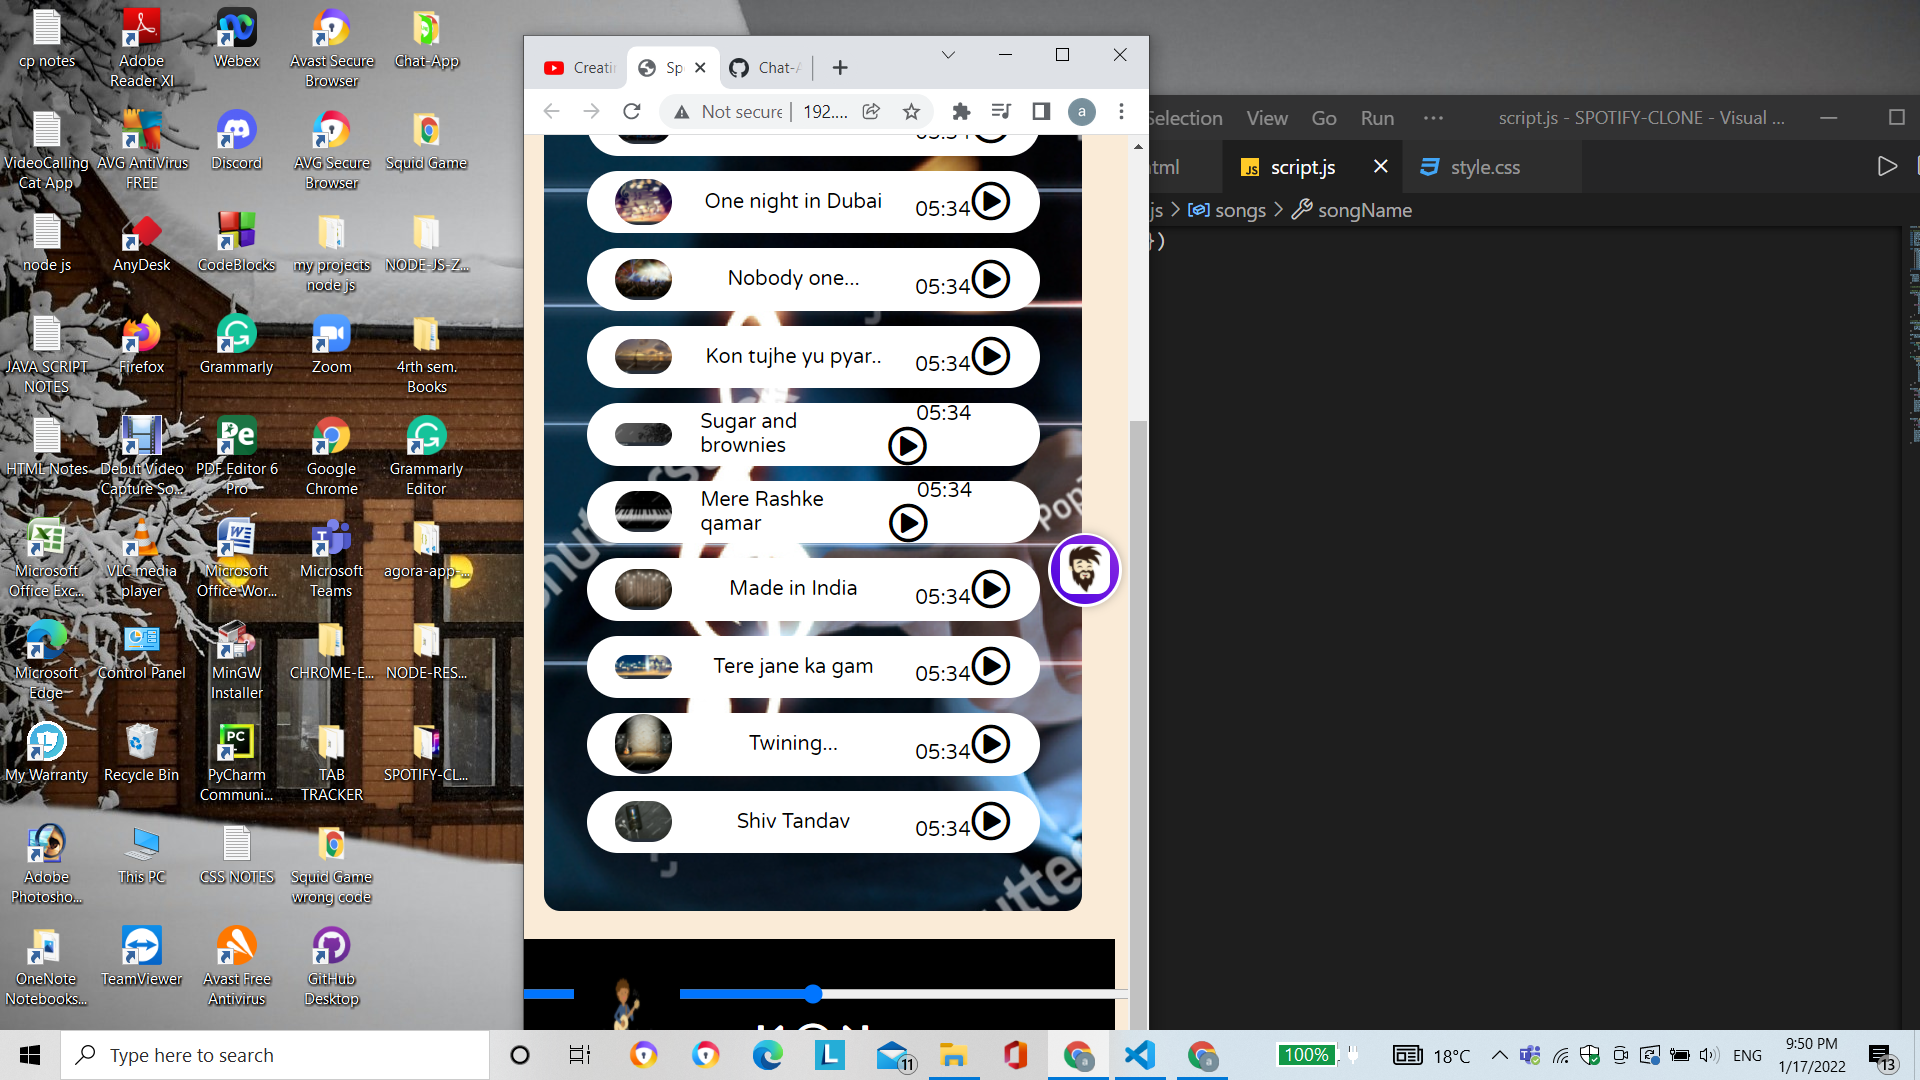 cp notes
Adobe
Reader XI
Webex
Avast Secure
Browser
Chat-App
VideoCalling
Cat App
AVG AntiVirus
FREE
Discord
AVG Secure
Browser
Squid Game
node js
AnyDesk
CodeBlocks
my projects
node js
NODE-JS-Z...
JAVA SCRIPT
NOTES
Firefox
Grammarly
Zoom
4rth sem.
Books
HTML Notes
Debut Video
Capture So...
PDF Editor 6
Pro
Google
Chrome
Grammarly
Editor
Microsoft
Office Exc...
VLC media
player
Microsoft
Office Wor...
Microsoft
Teams
agora-app-...
Microsoft
Edge
Control Panel
MinGW
Installer
CHROME-E...
NODE-RES...
My Warranty
Recycle Bin
PyCharm
Communi...
TAB
TRACKER
SPOTIFY-CL...
Adobe
Photosho...
This PC
CSS NOTES
Squid Game
wrong code
OneNote
Notebooks...
TeamViewer
Avast Free
Antivirus
GitHub
Desktop
Creati
Sp
Chat-A
Not secure
192....
a
05:34
One night in Dubai 05:34
Nobody one... 05:34
Kon tujhe yu pyar.. 05:34
Sugar and
brownies
05:34
Mere Rashke
qamar
05:34
Made in India 05:34
Tere jane ka gam 05:34
Twining... 05:34
Shiv Tandav 05:34
Selection View Go Run ... script.js - SPOTIFY-CLONE - Visual ...
tml
JS script.js
style.css
js > songs > songName
})
Type here to search
L
11
a
a
100%
18°C
ENG
9:50 PM
1/17/2022
13